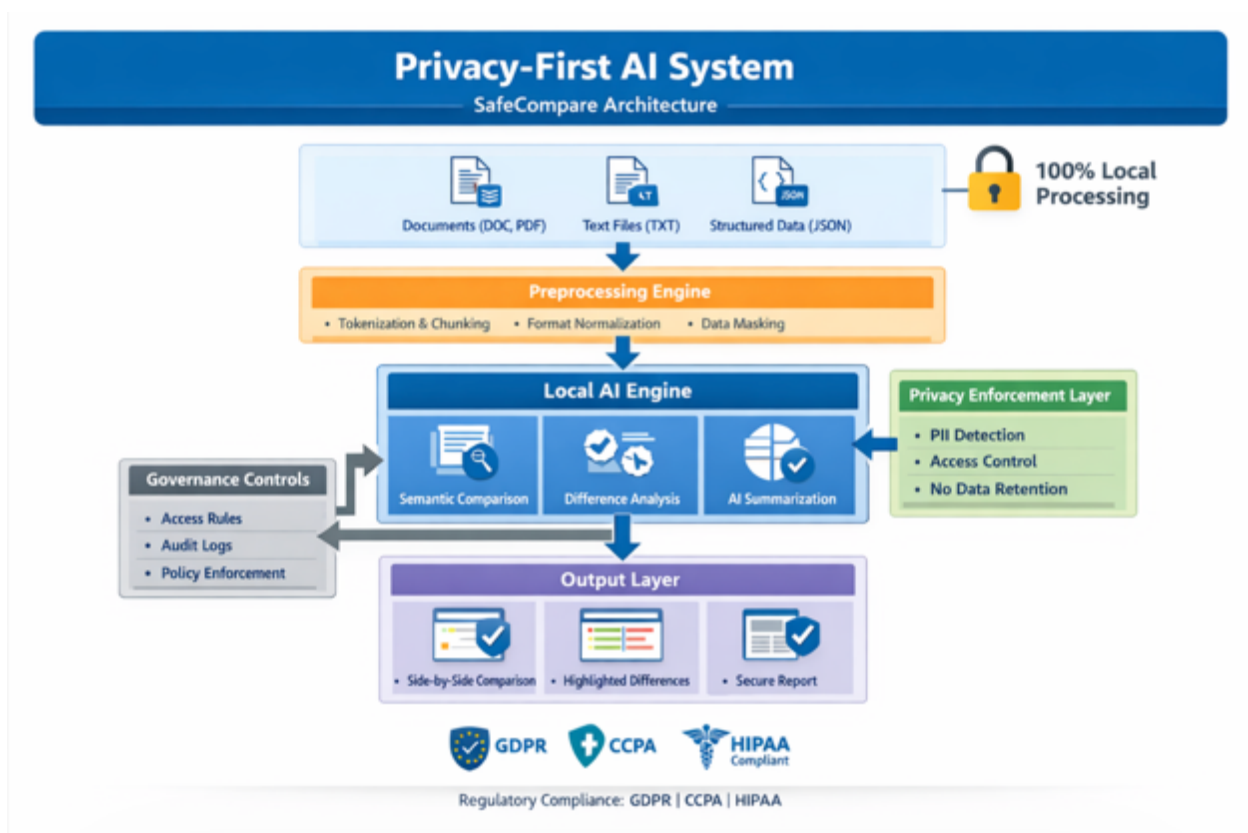 Privacy-First AI System
SafeCompare Architecture
JSON
Documents (DOC, PDF)
Text Files (TXT)
Structured Data (JSON)
100% Local
Processing
Preprocessing Engine
• Tokenization & Chunking
• Format Normalization
• Data Masking
Local AI Engine
Semantic Comparison
Difference Analysis
AI Summarization
Privacy Enforcement Layer
• PII Detection
• Access Control
• No Data Retention
Governance Controls
• Access Rules
• Audit Logs
• Policy Enforcement
Output Layer
• Side-by-Side Comparison
• Highlighted Differences
• Secure Report
GDPR
CCPA
HIPAA
Compliant
Regulatory Compliance: GDPR | CCPA | HIPAA